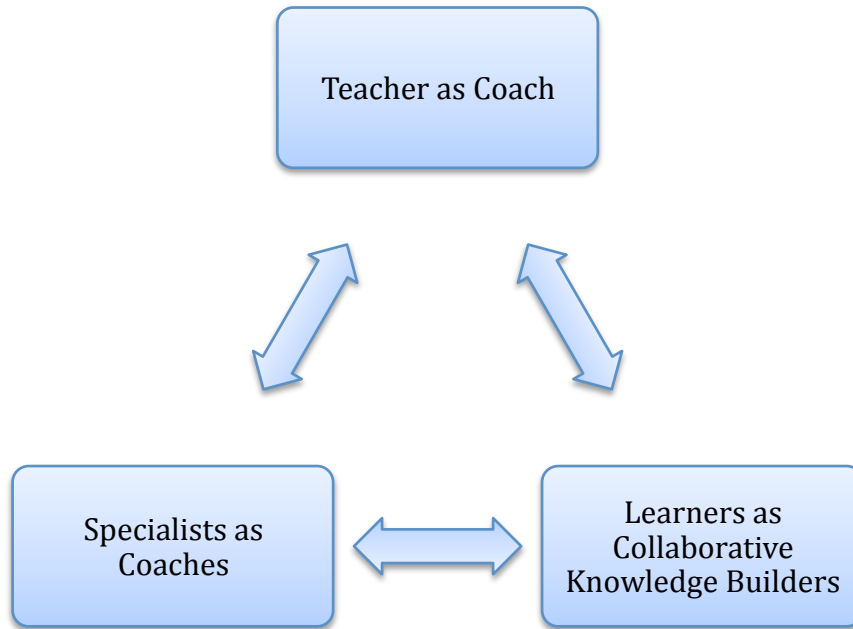 Teacher as Coach
Specialists as
Coaches
Learners as
Collaborative
Knowledge Builders